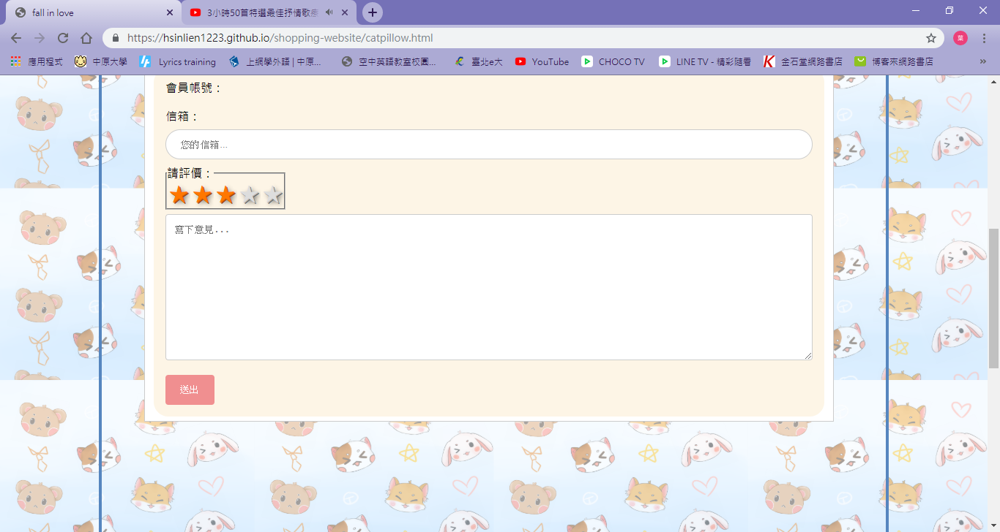 fall in love
3小時50首特選最佳抒情歌
https://hsinlien1223.github.io/shopping-website/catpillow.html
葉
應用程式 中原大學 Lyrics training 上網學外語 | 中原... 空中英語教室校園... 臺北e大 YouTube CHOCO TV LINE TV - 精彩隨看 金石堂網路書店 博客來網路書店 »
會員帳號：
信箱：
您的信箱...
請評價：
寫下意見...
送出